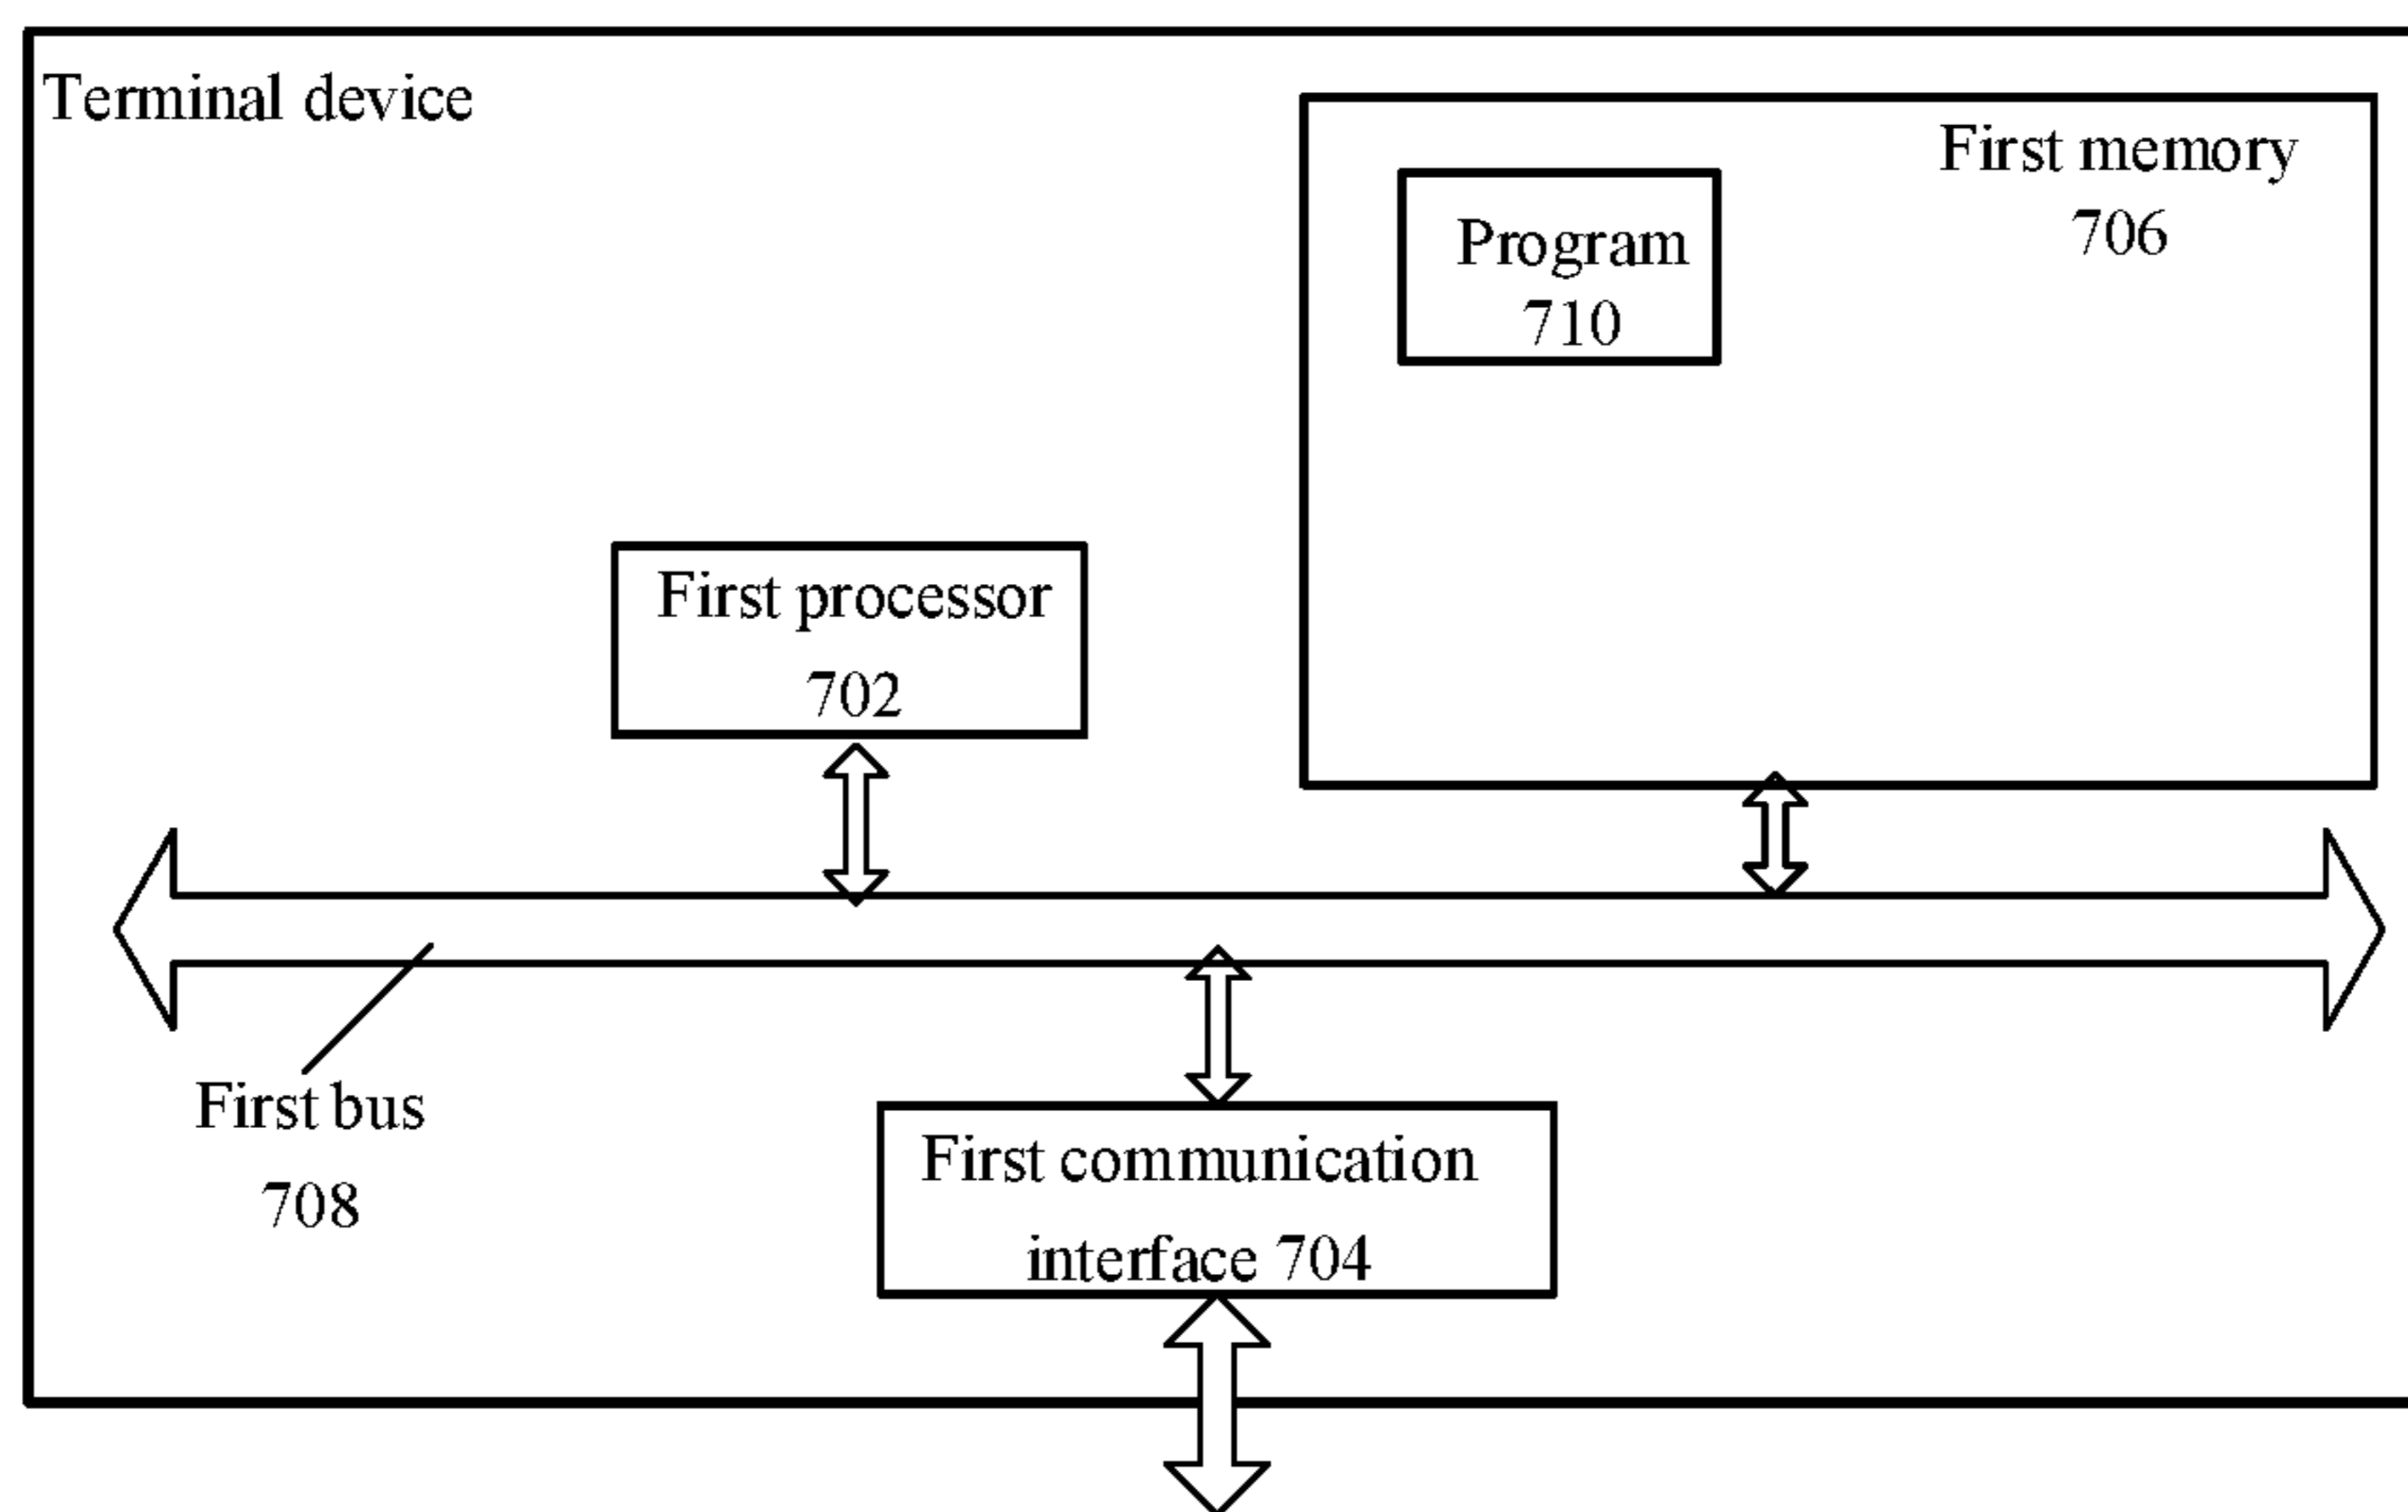 Terminal device
First memory
706
Program
710
First processor
702
First bus
708
First communication
interface 704